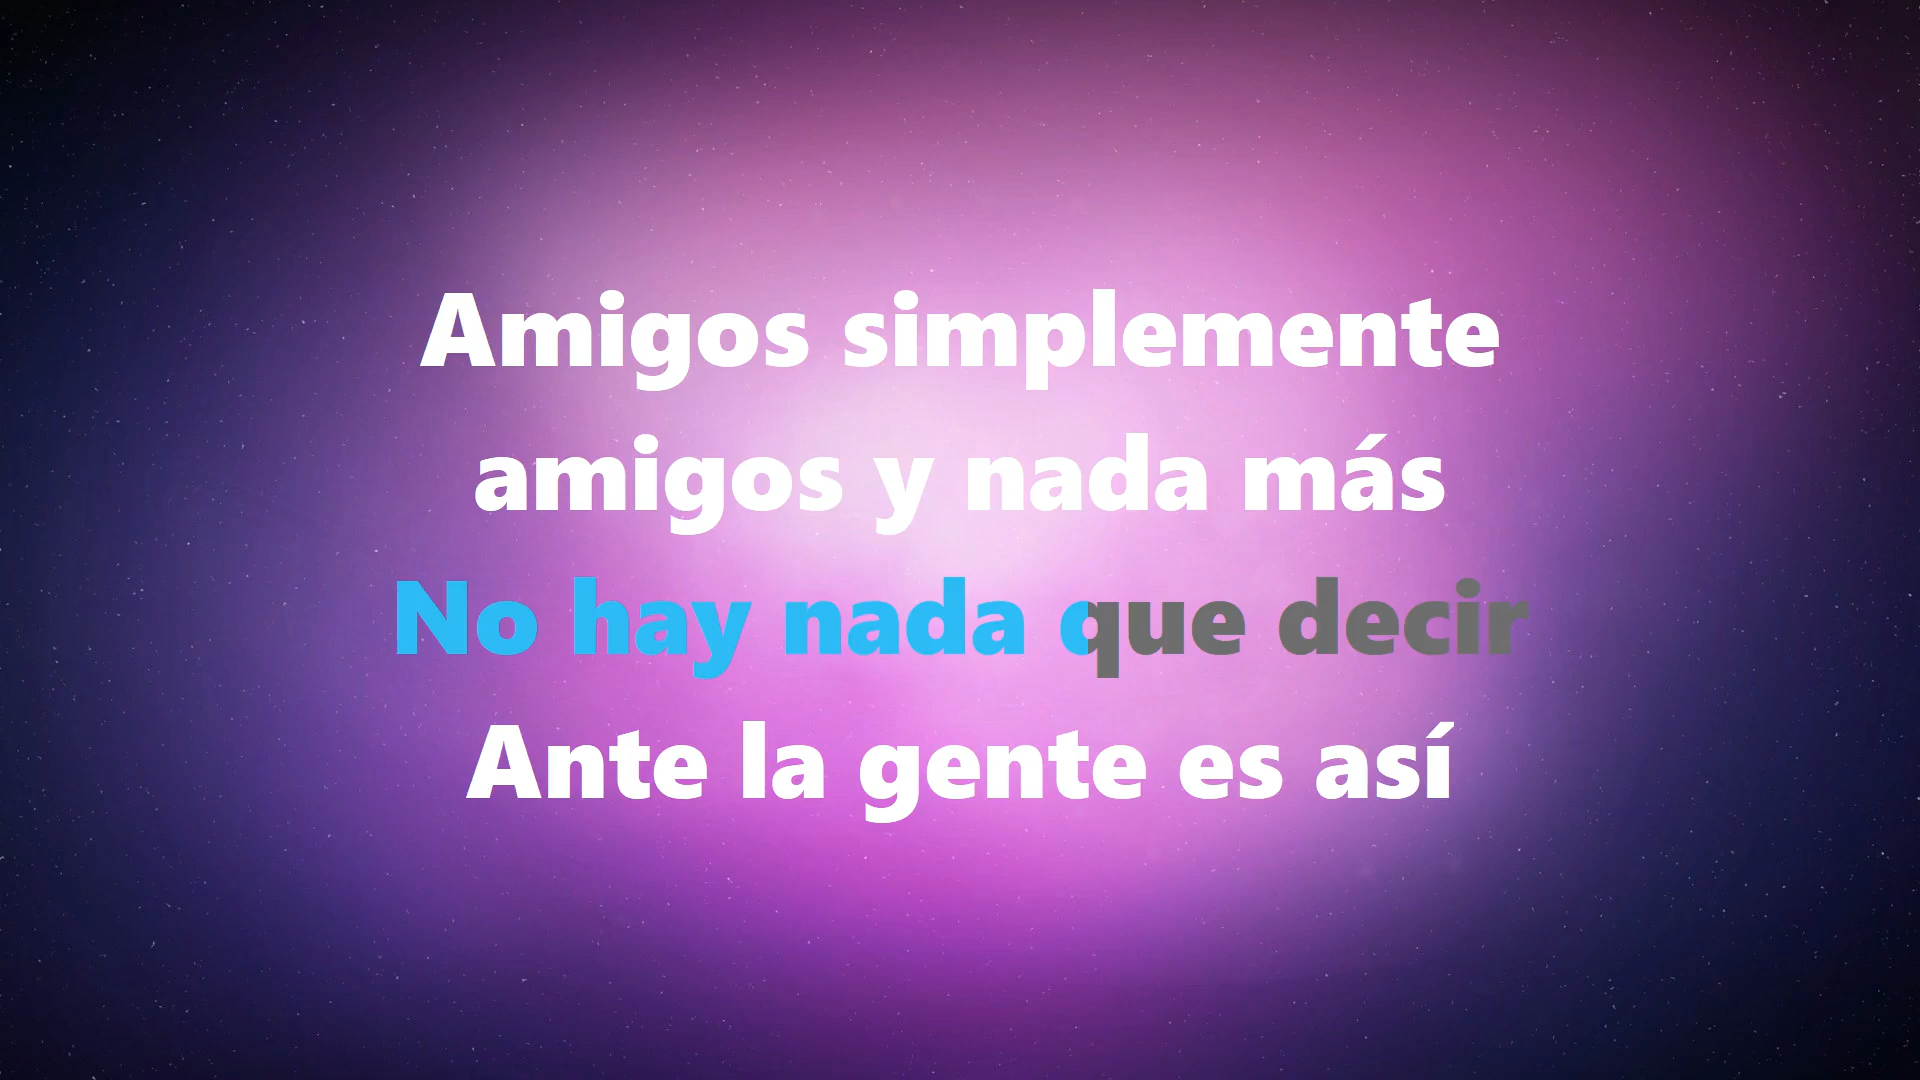 Amigos simplemente
amigos y nada más
No hay nada que decir
Ante la gente es así